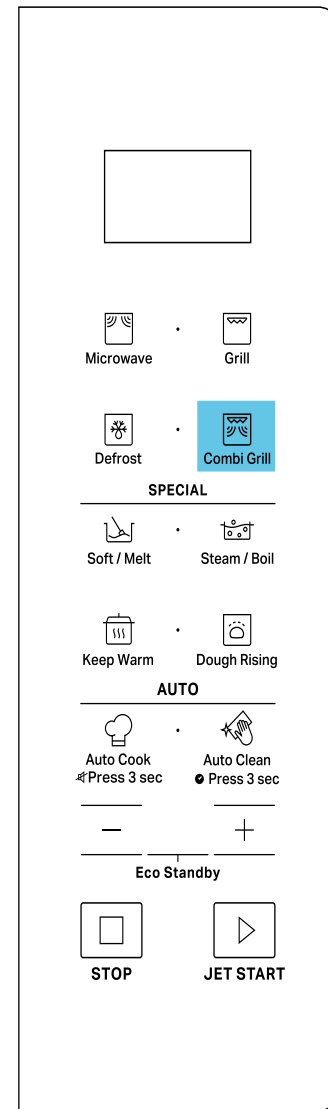 Microwave Grill
Defrost Combi Grill
SPECIAL
Soft / Melt Steam / Boil
Keep Warm Dough Rising
AUTO
Auto Cook Auto Clean
Press 3 sec Press 3 sec
Eco Standby
STOP JET START